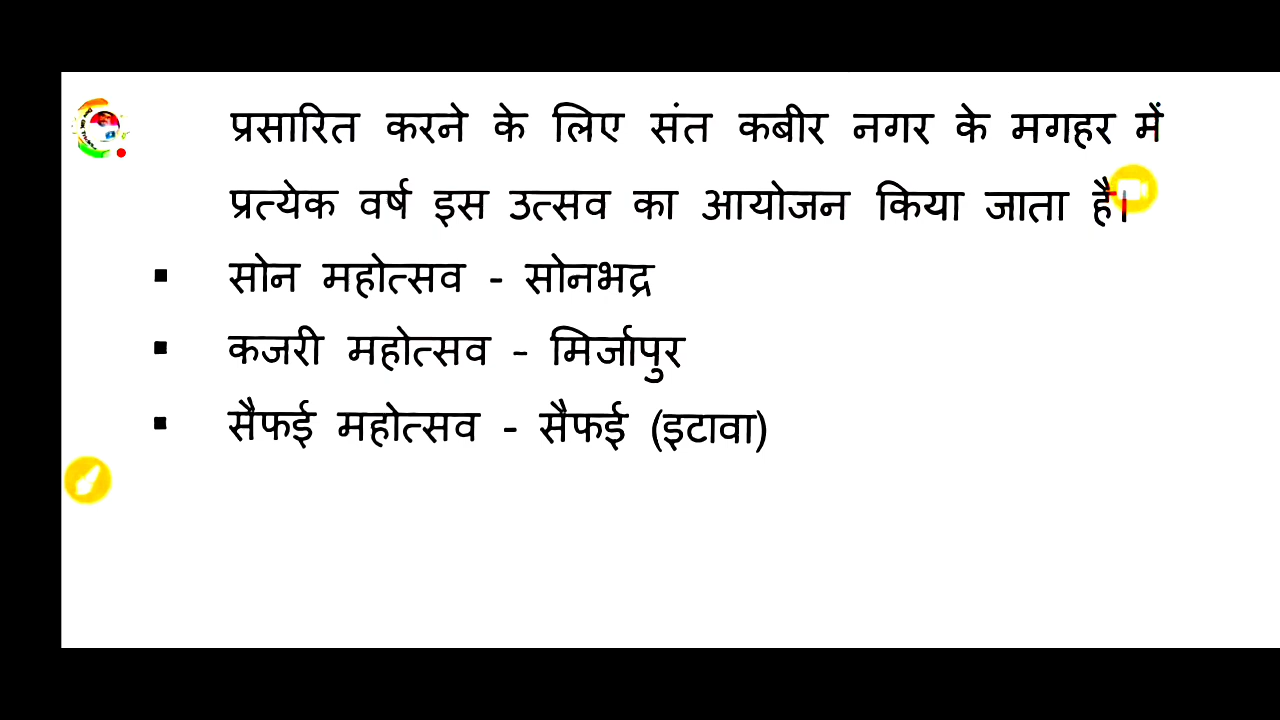 प्रसारित करने के लिए संत कबीर नगर के मगहर में
प्रत्येक वर्ष इस उत्सव का आयोजन किया जाता है।
▪ सोन महोत्सव - सोनभद्र
▪ कजरी महोत्सव - मिर्जापुर
▪ सैफई महोत्सव - सैफई (इटावा)